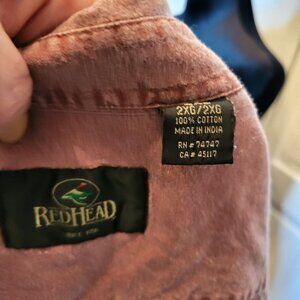 2XG/2XG
100% COTTON
MADE IN INDIA
RN# 74747
CA# 45117
REDHEAD